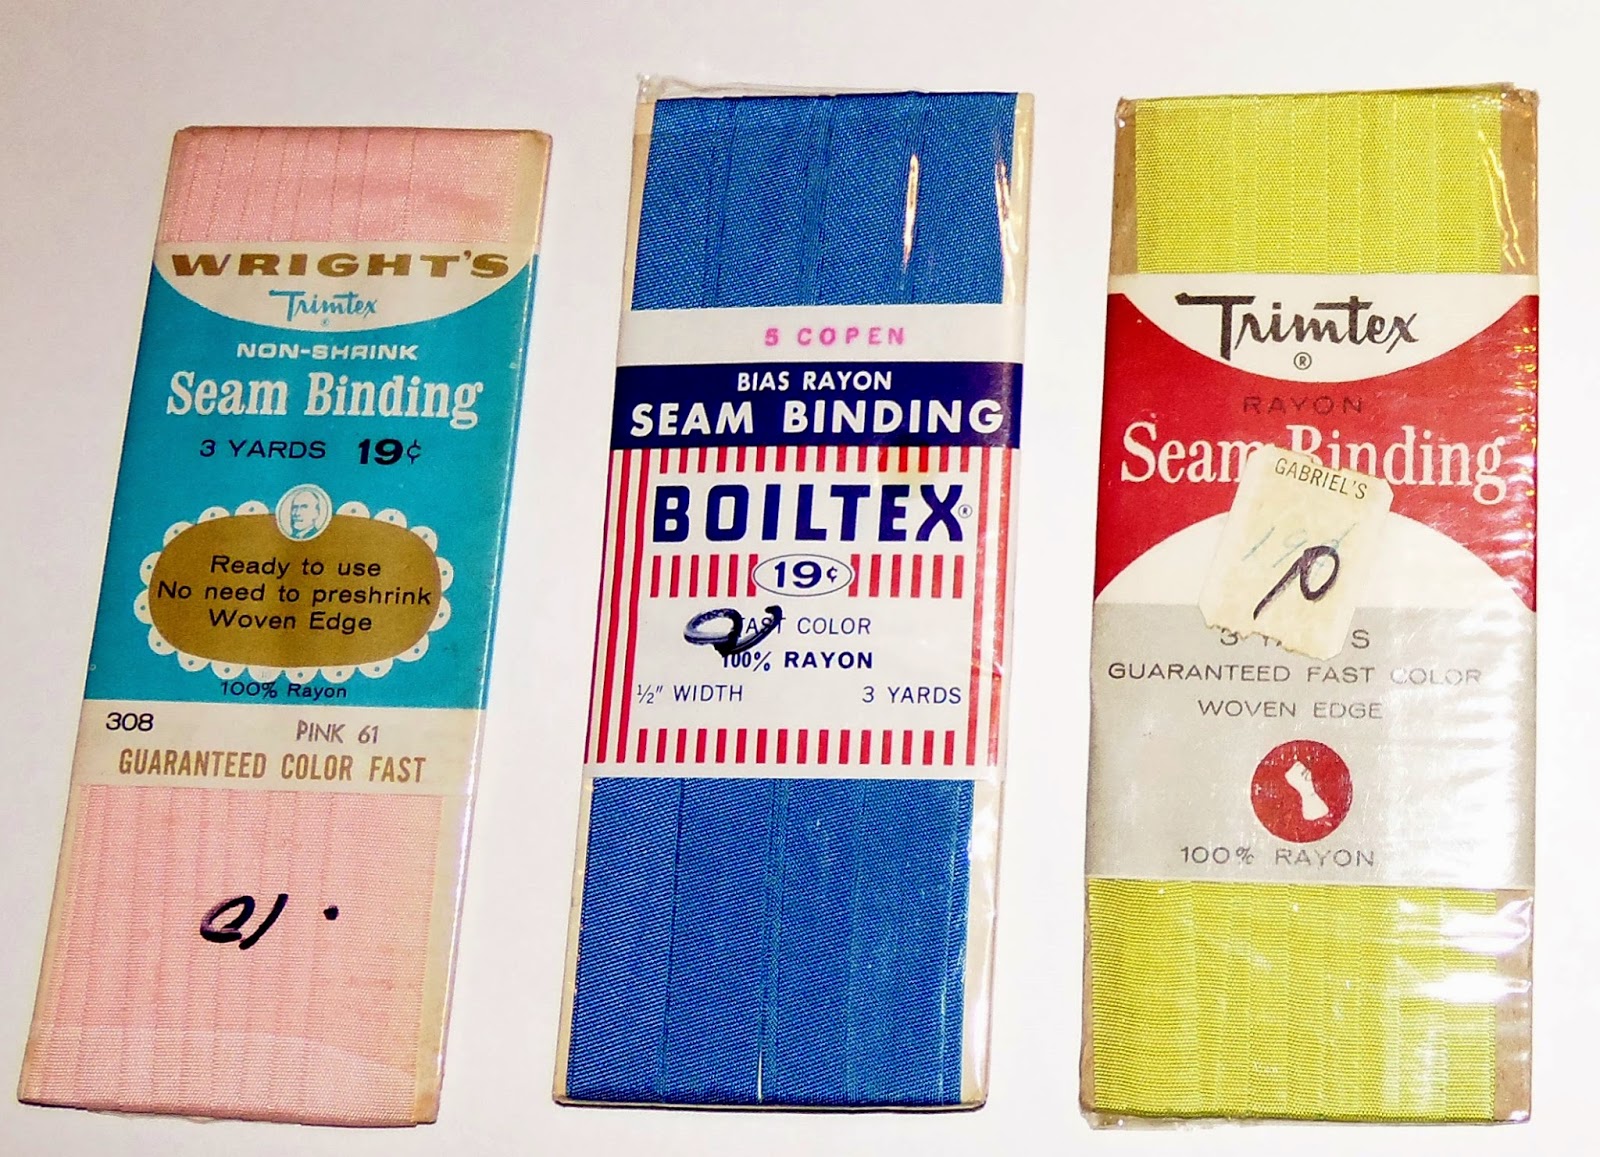 WRIGHT'S
Trimtex
®
NON-SHRINK
Seam Binding
3 YARDS 19¢
Ready to use
No need to preshrink
Woven Edge
100% Rayon
308 PINK 61
GUARANTEED COLOR FAST
5 COPEN
BIAS RAYON
SEAM BINDING
BOILTEX®
19¢
FAST COLOR
100% RAYON
½" WIDTH 3 YARDS
Trimtex
®
RAYON
Seam Binding
GABRIEL'S
19¢
GUARANTEED FAST COLOR
WOVEN EDGE
100% RAYON